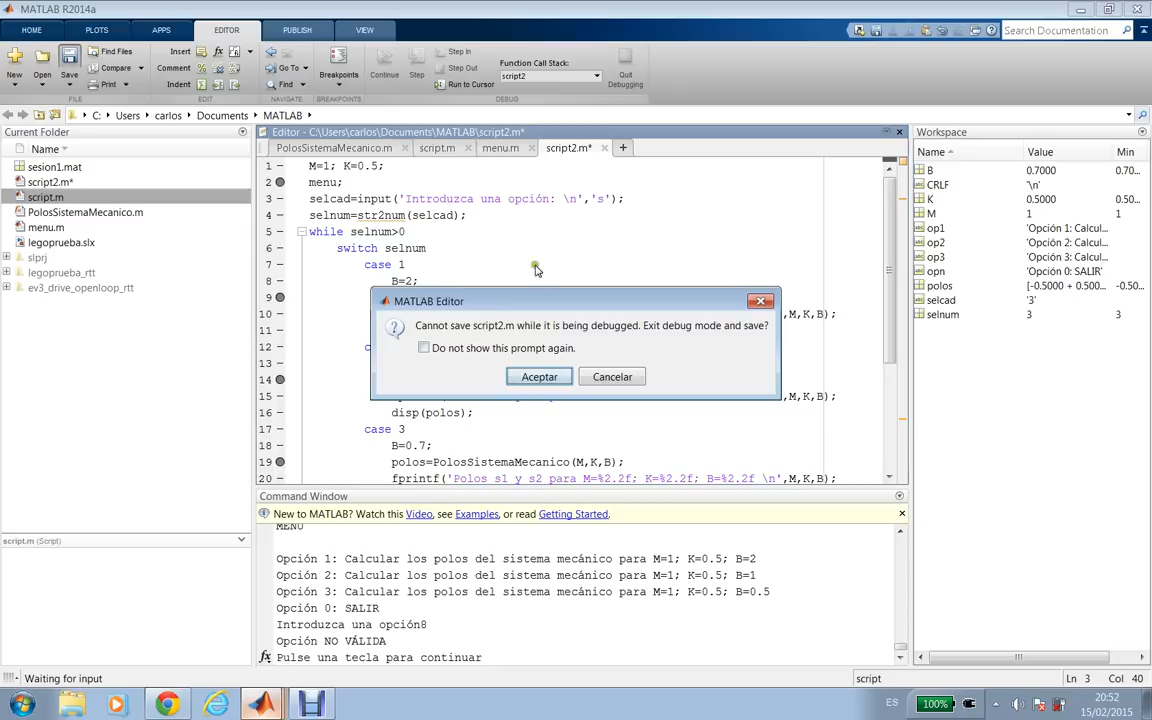 MATLAB R2014a
HOME PLOTS APPS EDITOR PUBLISH VIEW
Search Documentation
New Open Save
Find Files
Compare
Print
FILE
Insert
Comment
Indent
EDIT
Go To
Find
NAVIGATE
Breakpoints
BREAKPOINTS
Continue Step
Step In
Step Out
Run to Cursor
Function Call Stack:
script2
Quit Debugging
DEBUG
C: Users carlos Documents MATLAB
Current Folder
Name
sesion1.mat
script2.m*
script.m
PolosSistemaMecanico.m
menu.m
legoprueba.slx
slprj
legoprueba_rtt
ev3_drive_openloop_rtt
script.m (Script)
Editor - C:\Users\carlos\Documents\MATLAB\script2.m*
PolosSistemaMecanico.m script.m menu.m script2.m* +
1 M=1; K=0.5;
2 menu;
3 selcad=input('Introduzca una opción: \n','s');
4 selnum=str2num(selcad);
5 while selnum>0
6 switch selnum
7 case 1
8 B=2;
9
10 ,M,K,B);
11
12 c
13
14
15 ,M,K,B);
16 disp(polos);
17 case 3
18 B=0.7;
19 polos=PolosSistemaMecanico(M,K,B);
20 fprintf('Polos s1 y s2 para M=%2.2f; K=%2.2f; B=%2.2f \n',M,K,B);
MATLAB Editor
Cannot save script2.m while it is being debugged. Exit debug mode and save?
Do not show this prompt again.
Aceptar Cancelar
Command Window
New to MATLAB? Watch this Video, see Examples, or read Getting Started.
MENU
Opción 1: Calcular los polos del sistema mecánico para M=1; K=0.5; B=2
Opción 2: Calcular los polos del sistema mecánico para M=1; K=0.5; B=1
Opción 3: Calcular los polos del sistema mecánico para M=1; K=0.5; B=0.5
Opción 0: SALIR
Introduzca una opción8
Opción NO VÁLIDA
fx Pulse una tecla para continuar
Workspace
Name Value Min
B 0.7000 0.70...
CRLF '\n'
K 0.5000 0.50...
M 1 1
op1 'Opción 1: Calcul...
op2 'Opción 2: Calcul...
op3 'Opción 3: Calcul...
opn 'Opción 0: SALIR'
polos [-0.5000 + 0.500... -0.50...
selcad '3'
selnum 3 3
Waiting for input
script
Ln 3 Col 40
ES
100%
20:52
15/02/2015